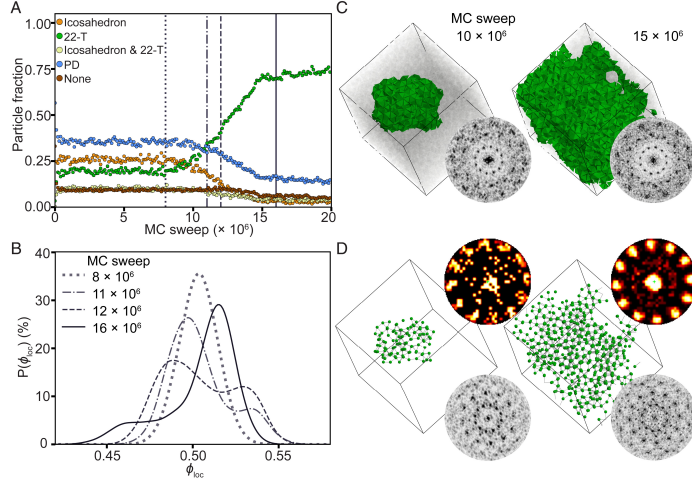 A
Icosahedron
22-T
Icosahedron & 22-T
PD
None
1.00
0.75
0.50
0.25
0.00
Particle fraction
0
5
10
15
20
MC sweep (× 10⁶)
B
MC sweep
8 × 10⁶
11 × 10⁶
12 × 10⁶
16 × 10⁶
40
30
20
10
0
P(ϕloc) (%)
0.45
0.50
0.55
ϕloc
C
MC sweep
10 × 10⁶
15 × 10⁶
D